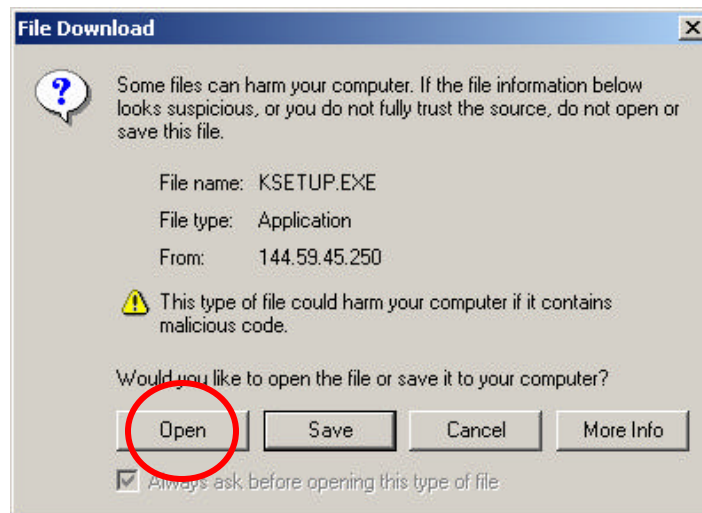 File Download
Some files can harm your computer. If the file information below
looks suspicious, or you do not fully trust the source, do not open or
save this file.
File name: KSETUP.EXE
File type: Application
From: 144.59.45.250
This type of file could harm your computer if it contains
malicious code.
Would you like to open the file or save it to your computer?
Open Save Cancel More Info
Always ask before opening this type of file